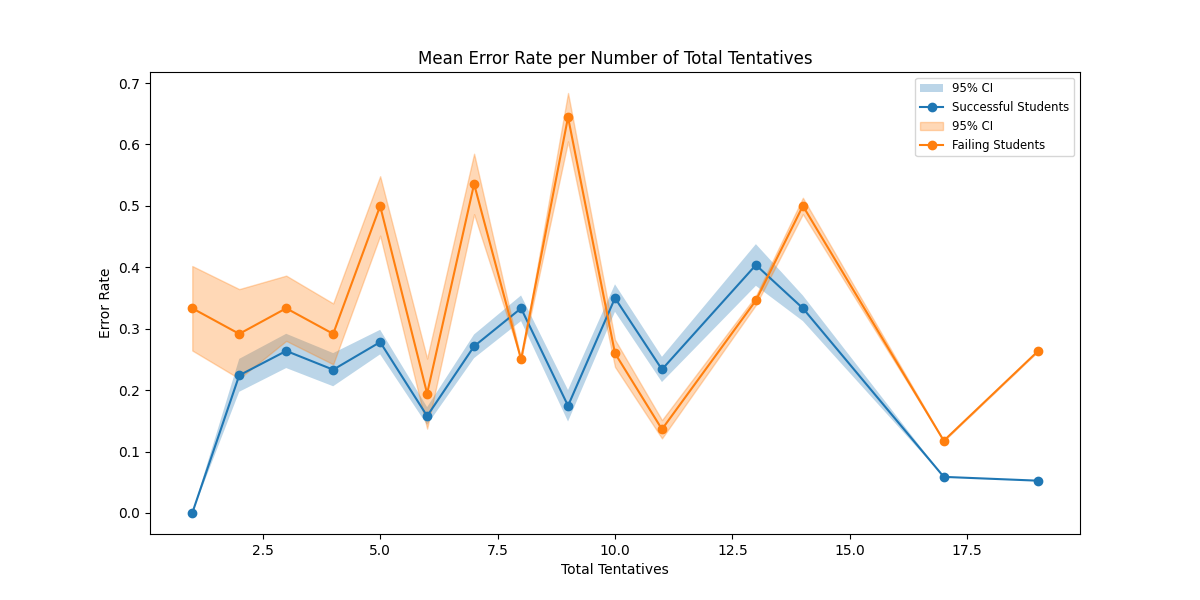 Mean Error Rate per Number of Total Tentatives
95% CI
Successful Students
95% CI
Failing Students
Error Rate
0.7
0.6
0.5
0.4
0.3
0.2
0.1
0.0
2.5 5.0 7.5 10.0 12.5 15.0 17.5
Total Tentatives